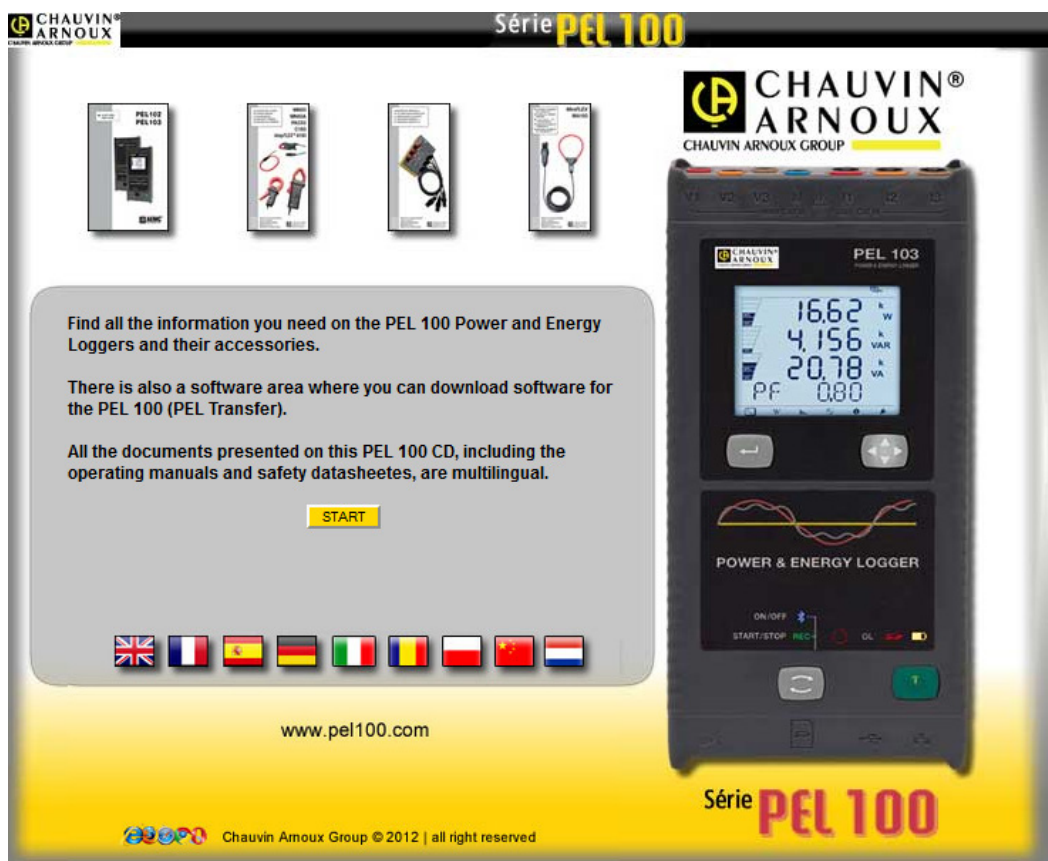 CHAUVIN®
ARNOUX
CHAUVIN ARNOUX GROUP
Série PEL 100
PEL102
PEL103
CHAUVIN®
ARNOUX
CHAUVIN ARNOUX GROUP
V1 V2 V3 N I1 I2 I3
CHAUVIN®
ARNOUX
PEL 103
POWER & ENERGY LOGGER
16.62 k W
4.156 k VAR
20.78 k VA
PF 0.80
Find all the information you need on the PEL 100 Power and Energy
Loggers and their accessories.
There is also a software area where you can download software for
the PEL 100 (PEL Transfer).
All the documents presented on this PEL 100 CD, including the
operating manuals and safety datasheetes, are multilingual.
START
POWER & ENERGY LOGGER
ON/OFF
START/STOP REC OL
www.pel100.com
Série PEL 100
Chauvin Arnoux Group © 2012 | all right reserved